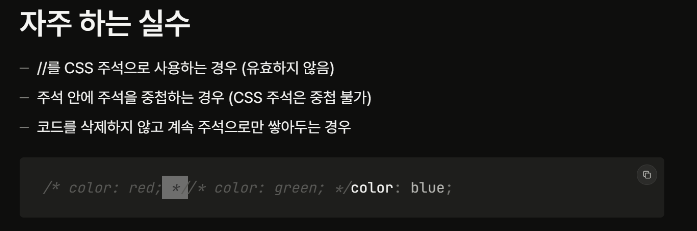 자주 하는 실수
— //를 CSS 주석으로 사용하는 경우 (유효하지 않음)
— 주석 안에 주석을 중첩하는 경우 (CSS 주석은 중첩 불가)
— 코드를 삭제하지 않고 계속 주석으로만 쌓아두는 경우
/* color: red; *//* color: green; */color: blue;